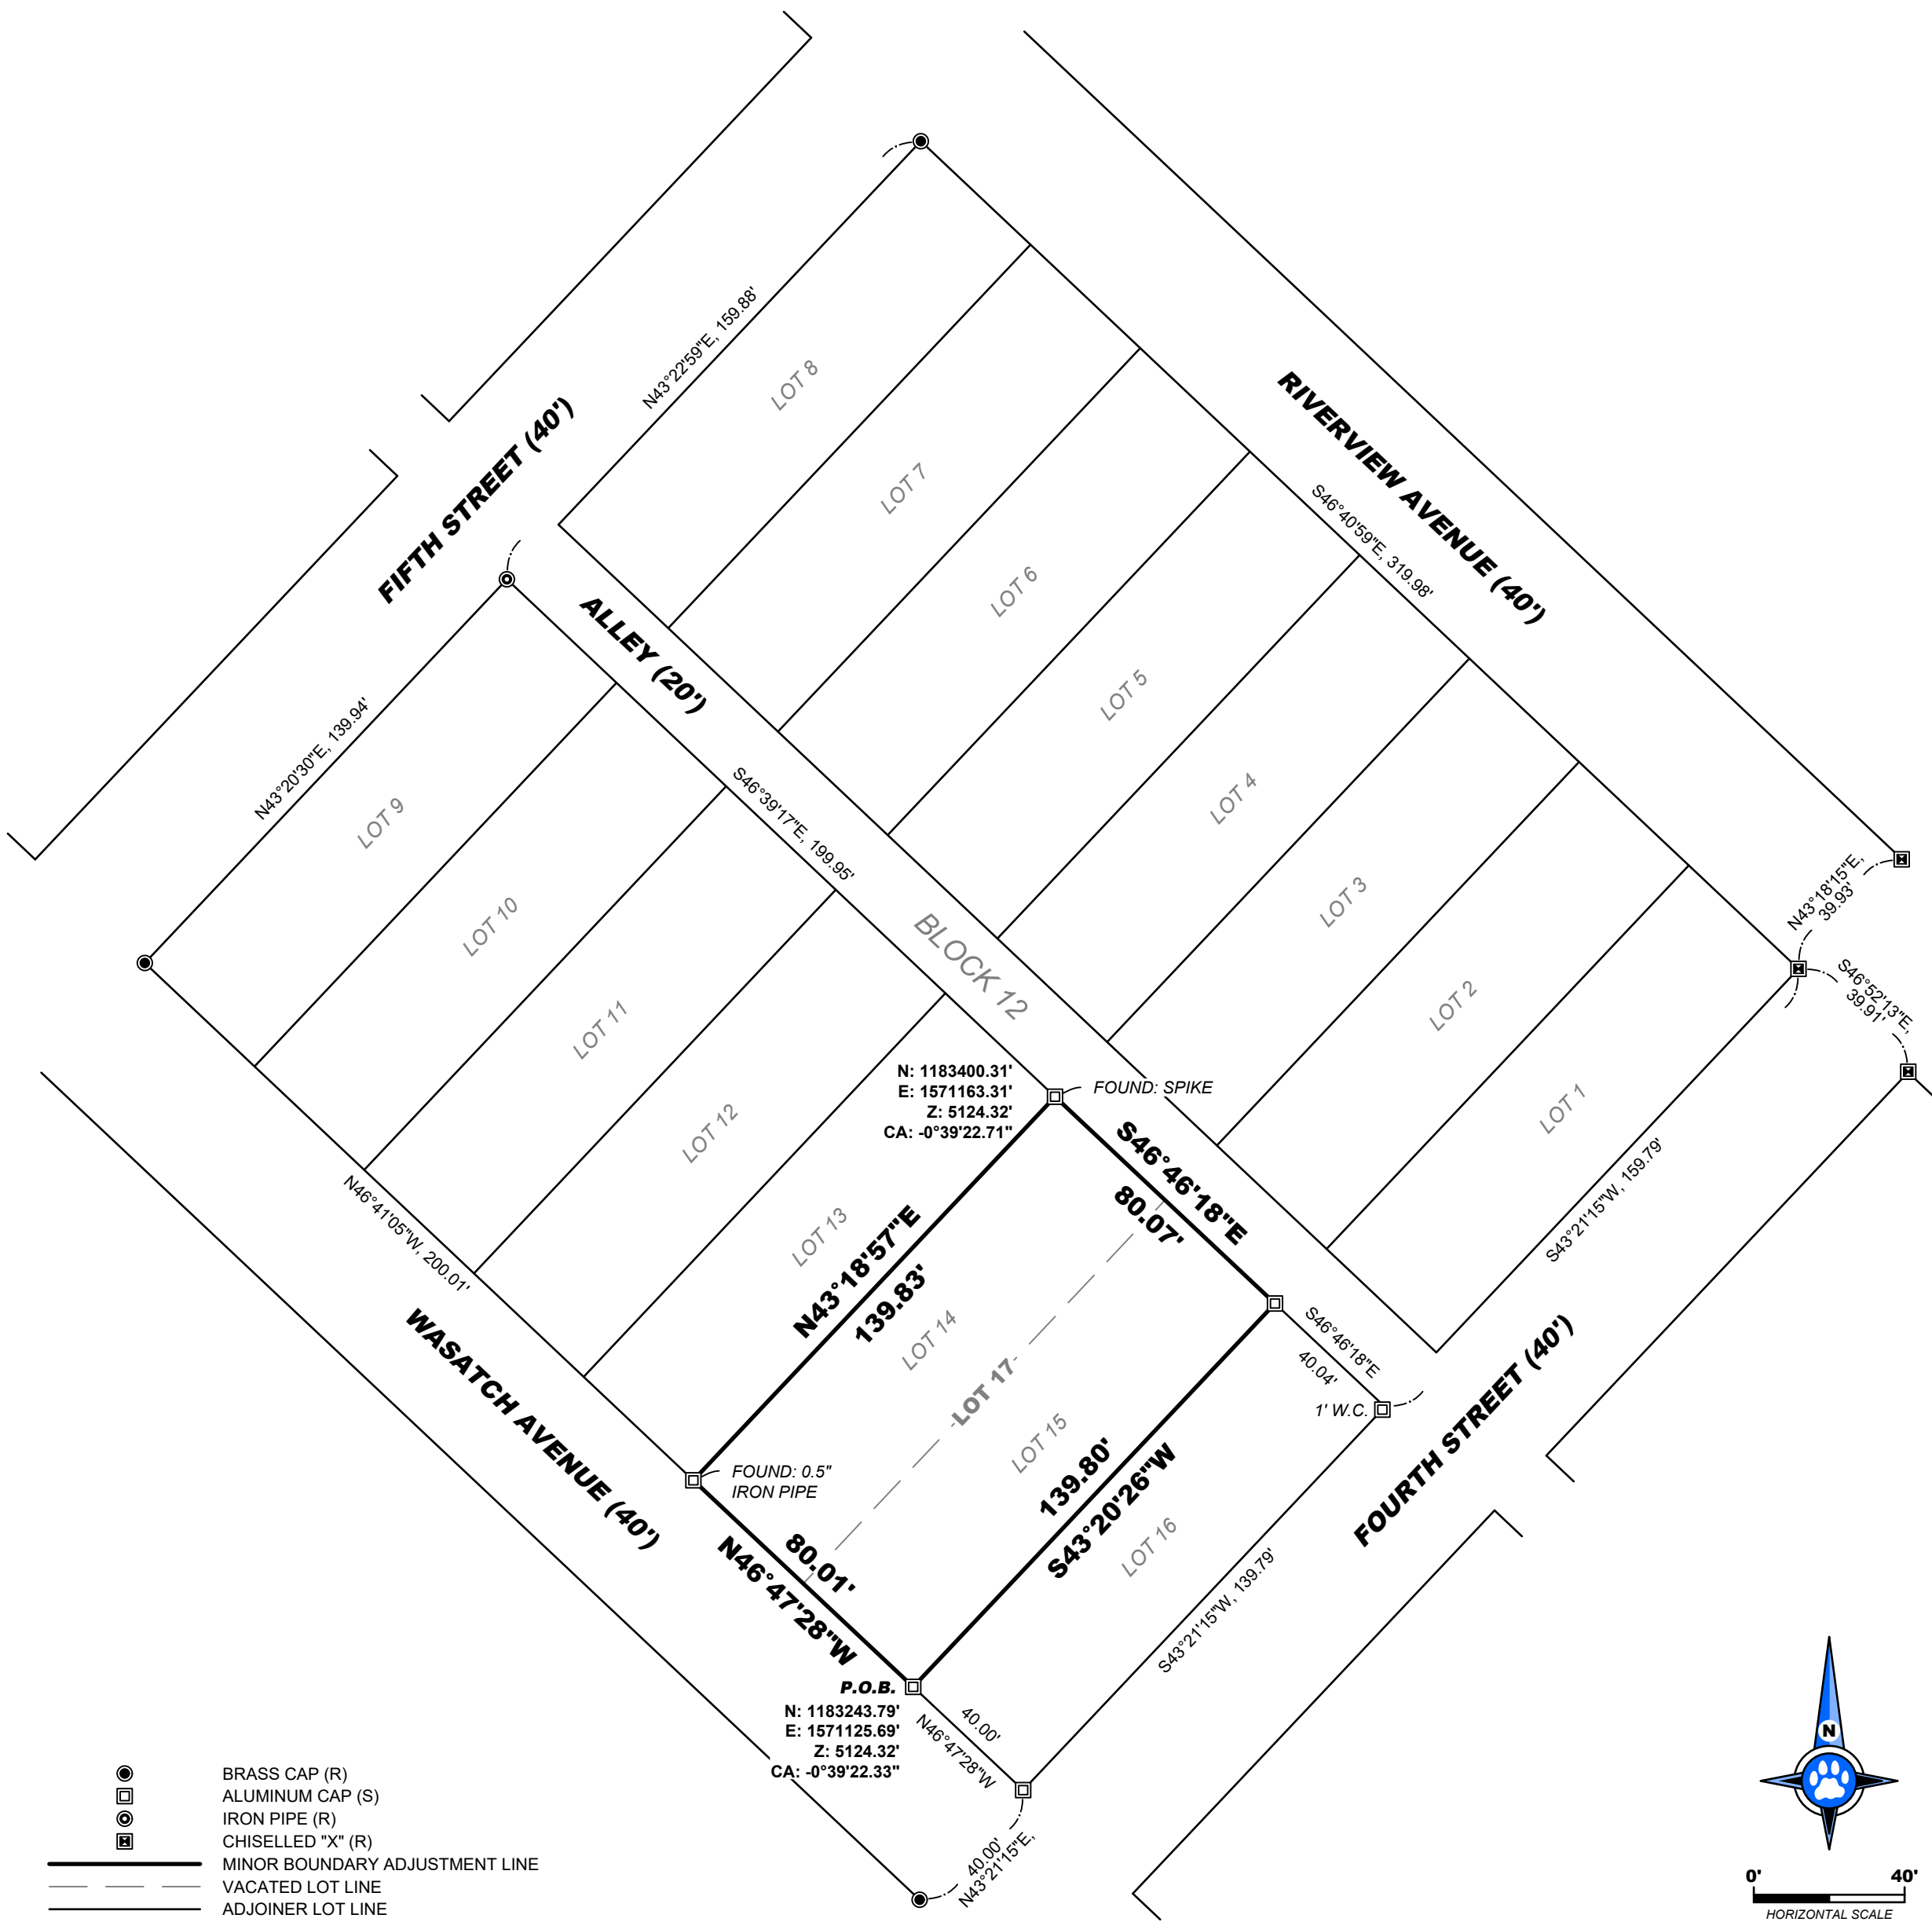 N43°22'59"E, 159.88'
LOT 8
FIFTH STREET (40')
RIVERVIEW AVENUE (40')
LOT 7
S46°40'59"E, 319.98'
LOT 6
ALLEY (20')
LOT 5
N43°20'30"E, 139.94'
LOT 9
S46°39'17"E, 199.95'
LOT 4
LOT 3
N43°18'15"E,
39.93'
LOT 10
BLOCK 12
LOT 2
S46°52'13"E,
39.91'
LOT 11
LOT 1
N: 1183400.31'
E: 1571163.31'
Z: 5124.32'
CA: -0°39'22.71"
FOUND: SPIKE
LOT 12
S46°46'18"E
80.07'
S43°21'15"W, 159.79'
N46°41'05"W, 200.01'
LOT 13
N43°18'57"E
139.83'
LOT 14
S46°46'18"E
40.04'
1' W.C.
LOT 17
WASATCH AVENUE (40')
FOURTH STREET (40')
LOT 15
FOUND: 0.5"
IRON PIPE
139.80'
S43°20'26"W
LOT 16
80.01'
N46°47'28"W
S43°21'15"W, 139.79'
P.O.B.
N: 1183243.79'
E: 1571125.69'
Z: 5124.32'
CA: -0°39'22.33"
40.00'
N46°47'28"W
40.00'
N43°21'15"E,
BRASS CAP (R)
ALUMINUM CAP (S)
IRON PIPE (R)
CHISELLED "X" (R)
MINOR BOUNDARY ADJUSTMENT LINE
VACATED LOT LINE
ADJOINER LOT LINE
N
0' 40'
HORIZONTAL SCALE